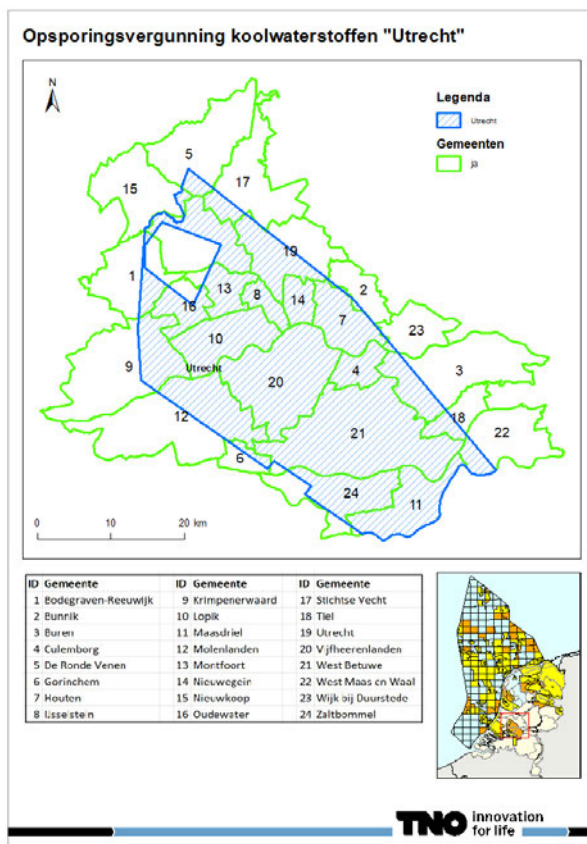 Opsporingsvergunning koolwaterstoffen "Utrecht"
N
Legenda
Utrecht
Gemeenten
ja
5
15
17
19
1
2
13
8
14
16
7
23
10
4
3
9
Utrecht
20
12
18
21
22
6
24
11
0 10 20 km
ID Gemeente ID Gemeente ID Gemeente
1 Bodegraven-Reeuwijk 9 Krimpenerwaard 17 Stichtse Vecht
2 Bunnik 10 Lopik 18 Tiel
3 Buren 11 Maasdriel 19 Utrecht
4 Culemborg 12 Molenlanden 20 Vijfheerenlanden
5 De Ronde Venen 13 Montfoort 21 West Betuwe
6 Gorinchem 14 Nieuwegein 22 West Maas en Waal
7 Houten 15 Nieuwkoop 23 Wijk bij Duurstede
8 IJsselstein 16 Oudewater 24 Zaltbommel
TNO innovation
for life